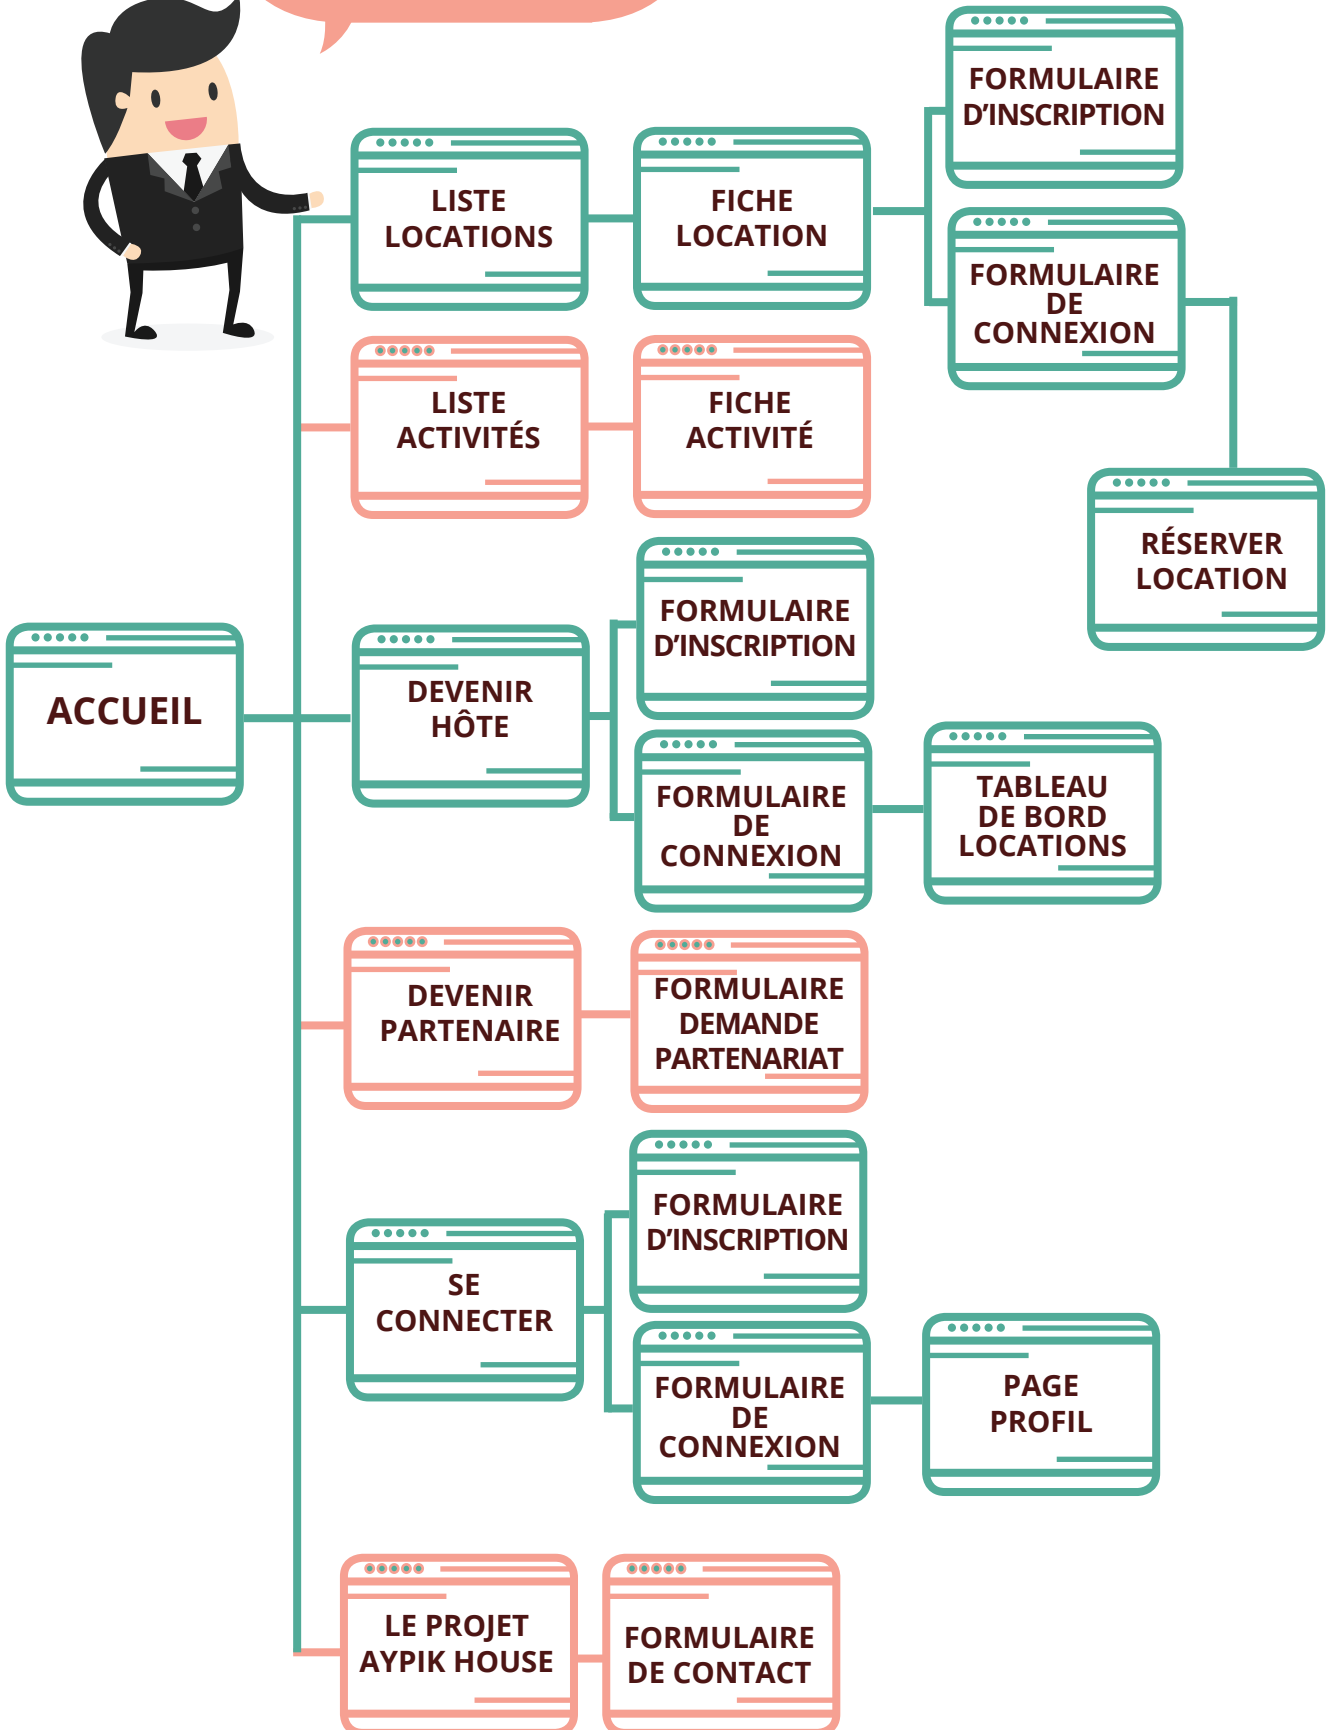 FORMULAIRE
D'INSCRIPTION
LISTE
LOCATIONS
FICHE
LOCATION
FORMULAIRE
DE
CONNEXION
LISTE
ACTIVITÉS
FICHE
ACTIVITÉ
RÉSERVER
LOCATION
FORMULAIRE
D'INSCRIPTION
ACCUEIL
DEVENIR
HÔTE
FORMULAIRE
DE
CONNEXION
TABLEAU
DE BORD
LOCATIONS
DEVENIR
PARTENAIRE
FORMULAIRE
DEMANDE
PARTENARIAT
FORMULAIRE
D'INSCRIPTION
SE
CONNECTER
FORMULAIRE
DE
CONNEXION
PAGE
PROFIL
LE PROJET
AYPIK HOUSE
FORMULAIRE
DE CONTACT